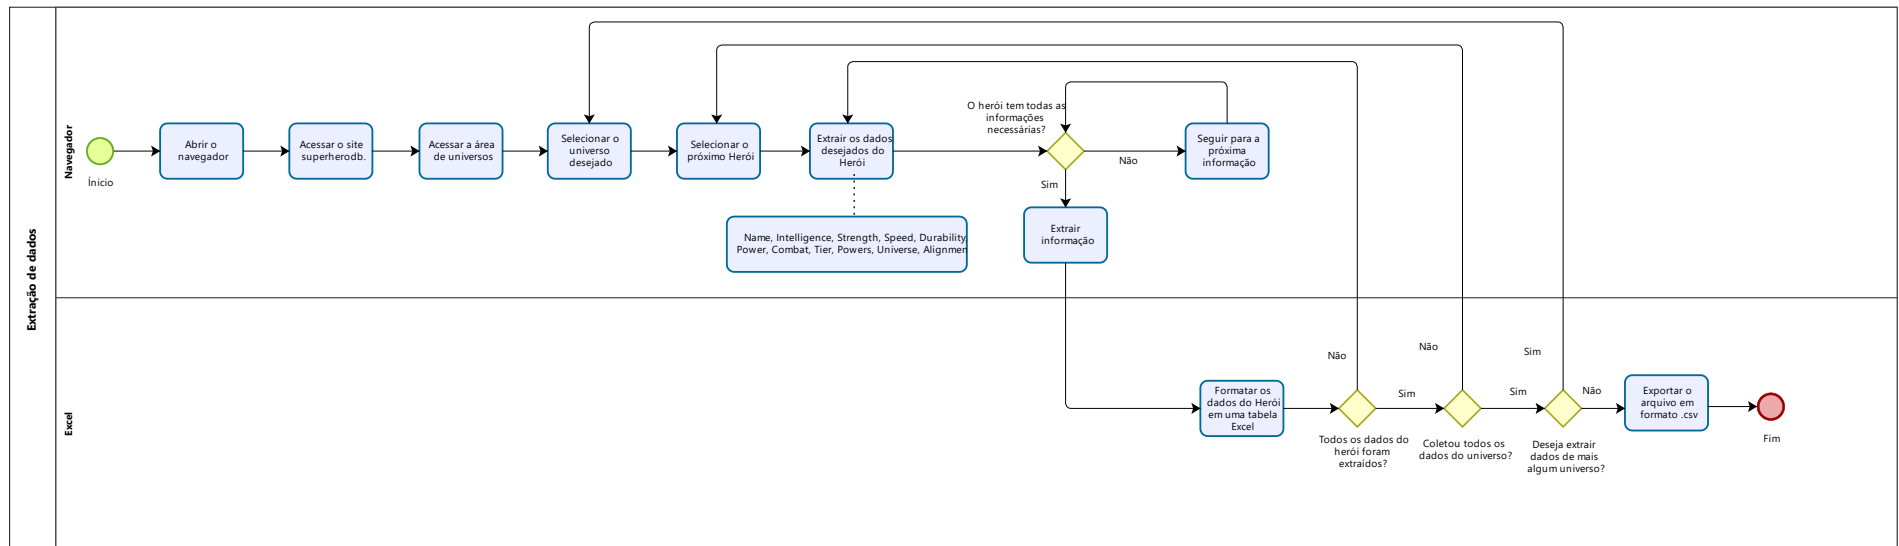 Extração de dados
Navegador
Ínicio
Abrir o
navegador
Acessar o site
superherodb.
Acessar a área
de universos
Selecionar o
universo
desejado
Selecionar o
próximo Herói
Extrair os dados
desejados do
Herói
Name, Intelligence, Strength, Speed, Durability,
Power, Combat, Tier, Powers, Universe, Alignmen
O herói tem todas as
informações
necessárias?
Não
Sim
Seguir para a
próxima
informação
Extrair
informação
Excel
Formatar os
dados do Herói
em uma tabela
Excel
Não
Sim
Todos os dados do
herói foram
extraídos?
Não
Sim
Coletou todos os
dados do universo?
Sim
Não
Deseja extrair
dados de mais
algum universo?
Exportar o
arquivo em
formato .csv
Fim